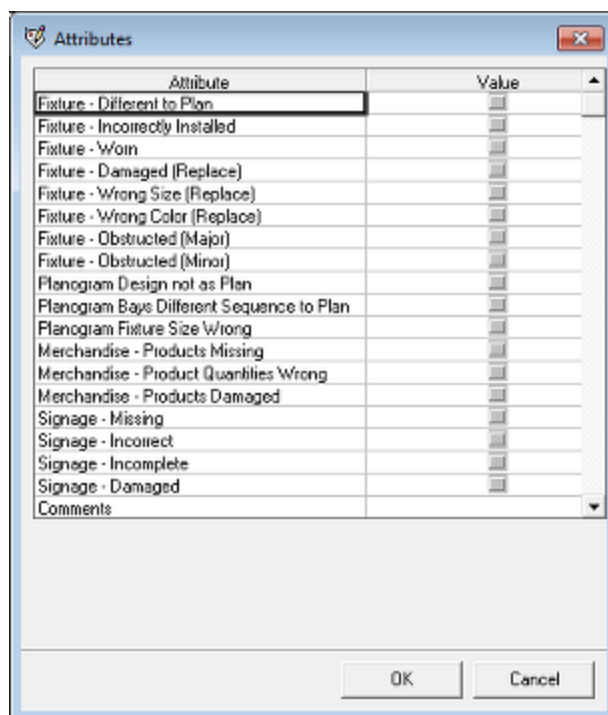 Attributes
Attribute Value
Fixture - Different to Plan
Fixture - Incorrectly Installed
Fixture - Worn
Fixture - Damaged (Replace)
Fixture - Wrong Size (Replace)
Fixture - Wrong Color (Replace)
Fixture - Obstructed (Major)
Fixture - Obstructed (Minor)
Planogram Design not as Plan
Planogram Bays Different Sequence to Plan
Planogram Fixture Size Wrong
Merchandise - Products Missing
Merchandise - Product Quantities Wrong
Merchandise - Products Damaged
Signage - Missing
Signage - Incorrect
Signage - Incomplete
Signage - Damaged
Comments
OK Cancel